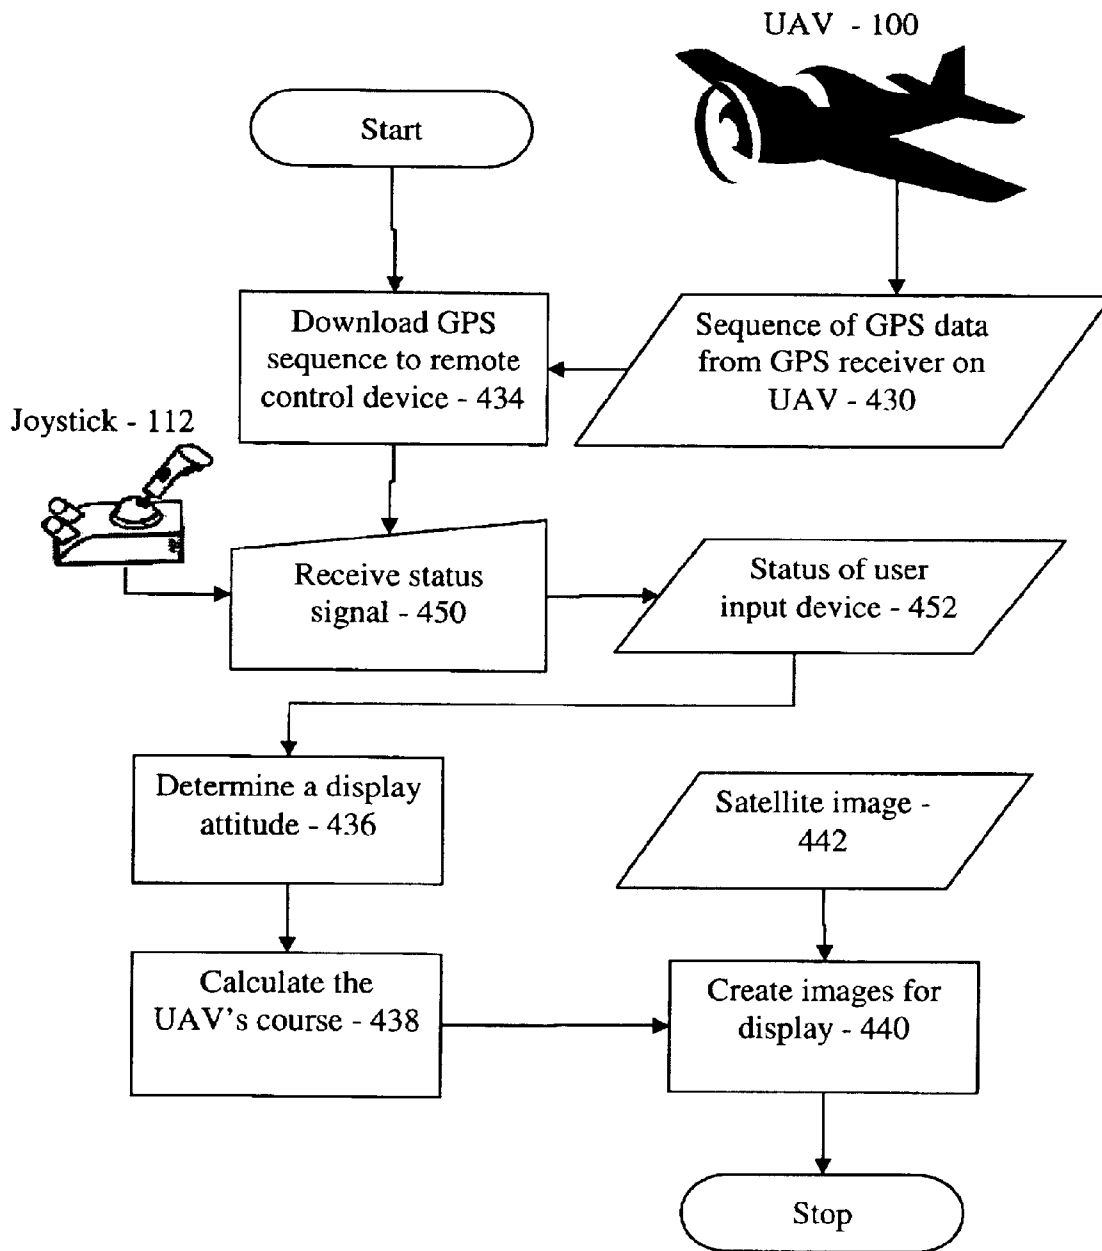 UAV - 100
Start
Download GPS
sequence to remote
control device - 434
Sequence of GPS data
from GPS receiver on
UAV - 430
Joystick - 112
Receive status
signal - 450
Status of user
input device - 452
Determine a display
attitude - 436
Satellite image -
442
Calculate the
UAV's course - 438
Create images for
display - 440
Stop